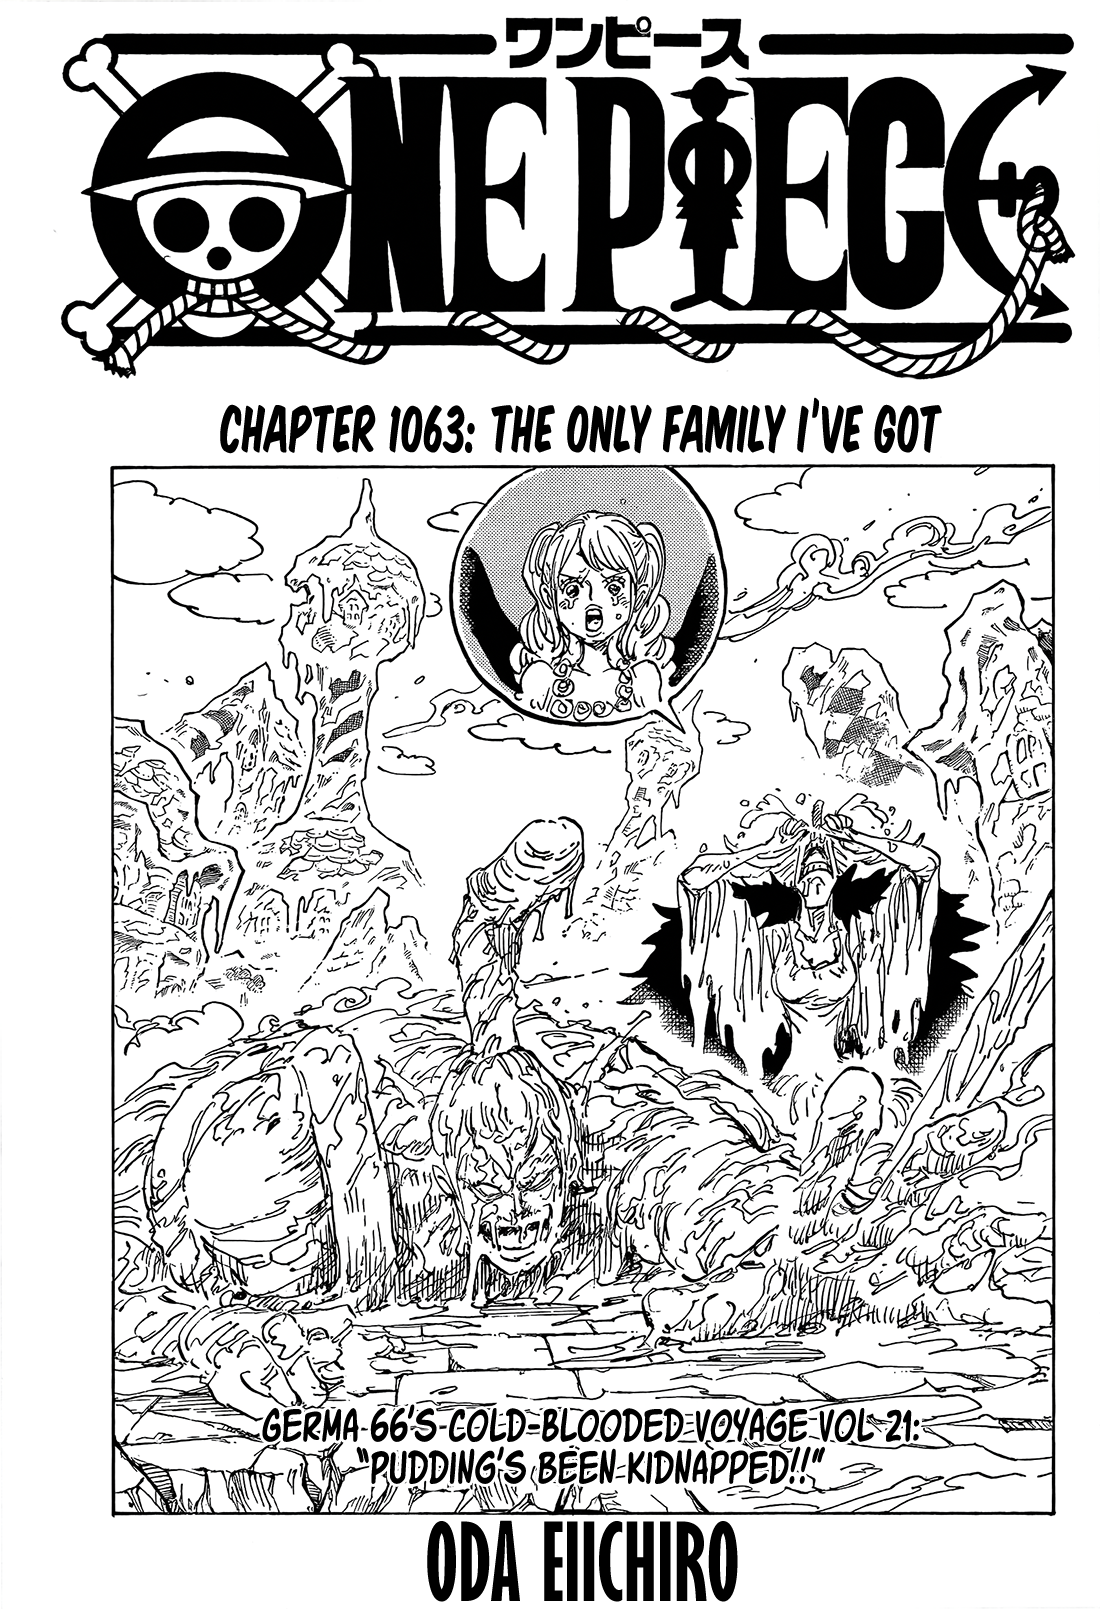 ワンピース
ONE PIECE
CHAPTER 1063: THE ONLY FAMILY I'VE GOT
GERMA 66'S COLD-BLOODED VOYAGE VOL 21:
"PUDDING'S BEEN KIDNAPPED!!"
ODA EIICHIRO